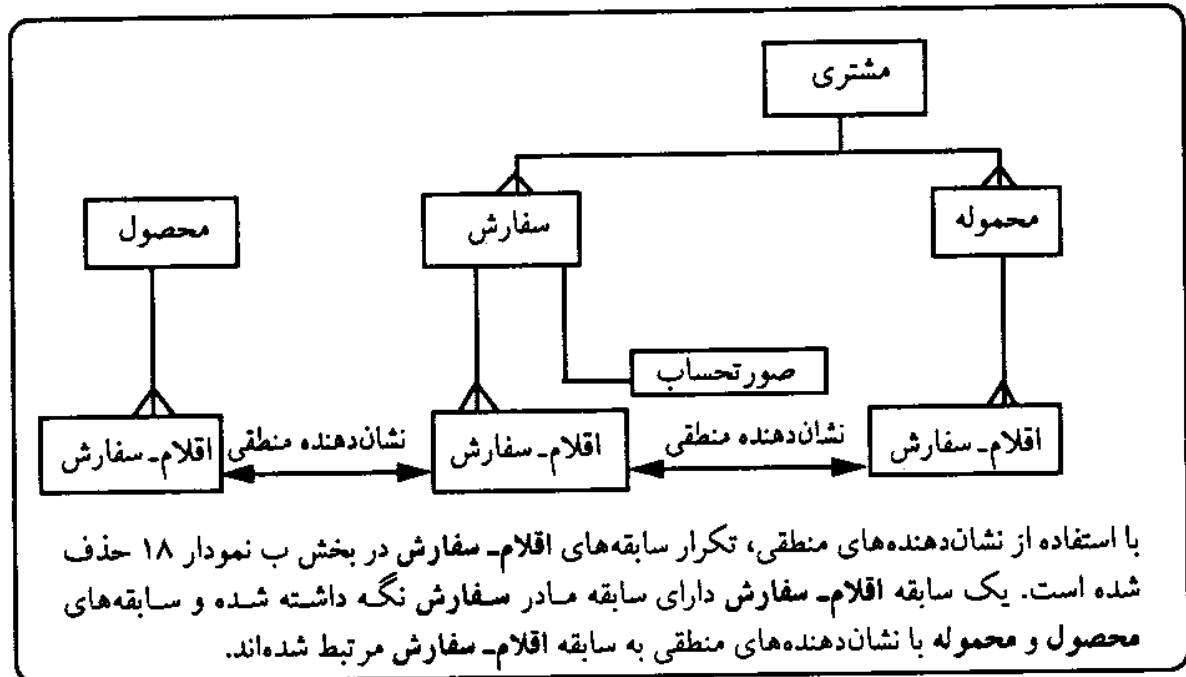 مشتری
محموله
سفارش
محصول
صورتحساب
اقلام-سفارش
نشان‌دهنده منطقی
اقلام-سفارش
نشان‌دهنده منطقی
اقلام-سفارش
با استفاده از نشان‌دهنده‌های منطقی، تکرار سابقه‌های اقلام- سفارش در بخش ب نمودار ۱۸ حذف
شده است. یک سابقه اقلام- سفارش دارای سابقه مادر سفارش نگه داشته شده و سابقه‌های
محصول و محموله با نشان‌دهنده‌های منطقی به سابقه اقلام- سفارش مرتبط شده‌اند.